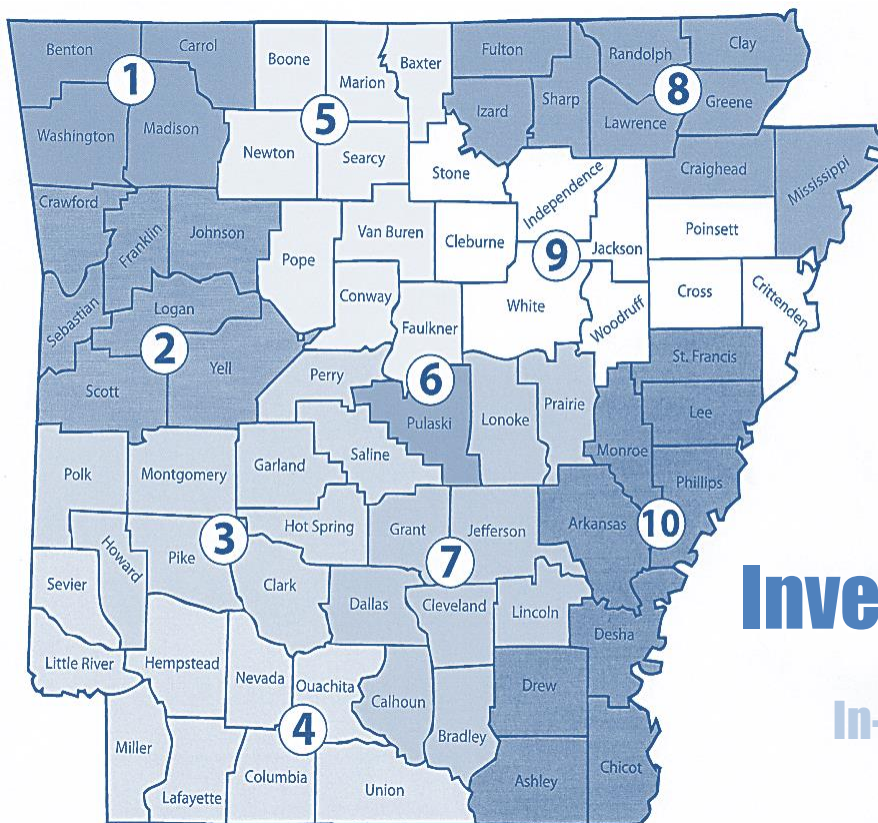 Benton
Carrol
Boone
Marion
Baxter
Fulton
Randolph
Clay
1
8
5
Izard
Sharp
Lawrence
Greene
Washington
Madison
Newton
Searcy
Stone
Independence
Craighead
Mississippi
Crawford
Franklin
Johnson
Pope
Van Buren
Cleburne
9
Jackson
Poinsett
Sebastian
Logan
Conway
Faulkner
White
Woodruff
Cross
Crittenden
2
Scott
Yell
Perry
6
Pulaski
Lonoke
Prairie
St. Francis
Lee
Monroe
Phillips
Polk
Montgomery
Garland
Saline
3
Howard
Pike
Hot Spring
Grant
Jefferson
7
Arkansas
10
Sevier
Clark
Dallas
Cleveland
Lincoln
Desha
Inve
Little River
Hempstead
Nevada
Ouachita
Calhoun
Bradley
Drew
4
In-
Miller
Lafayette
Columbia
Union
Ashley
Chicot